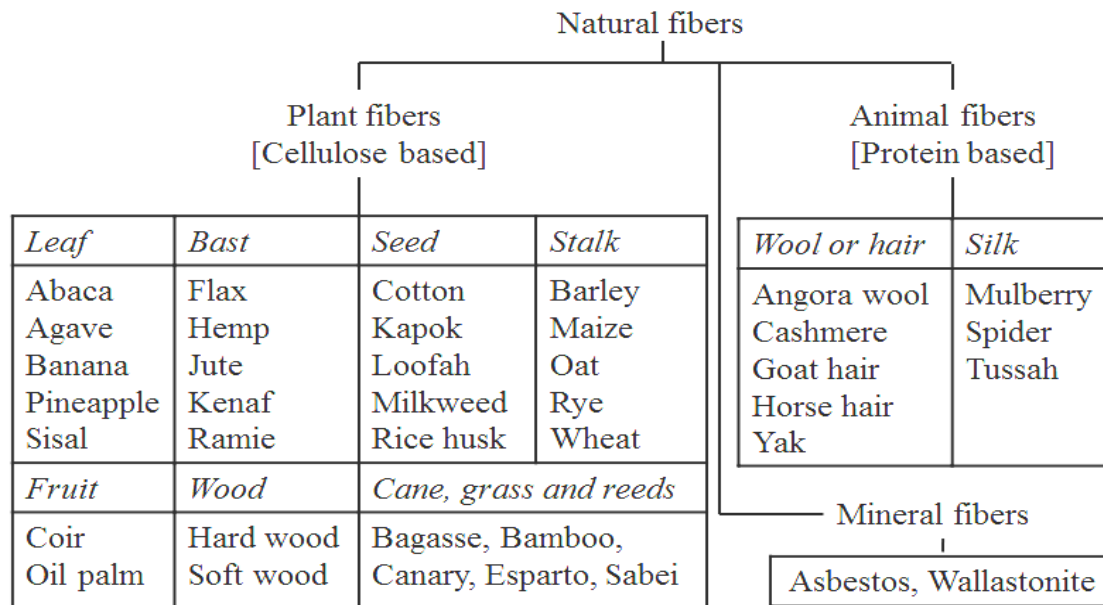 Natural fibers
Plant fibers
[Cellulose based]
Animal fibers
[Protein based]
Leaf Bast Seed Stalk
Abaca Flax Cotton Barley
Agave Hemp Kapok Maize
Banana Jute Loofah Oat
Pineapple Kenaf Milkweed Rye
Sisal Ramie Rice husk Wheat
Fruit Wood Cane, grass and reeds
Coir Hard wood Bagasse, Bamboo,
Oil palm Soft wood Canary, Esparto, Sabei
Wool or hair Silk
Angora wool Mulberry
Cashmere Spider
Goat hair Tussah
Horse hair
Yak
Mineral fibers
Asbestos, Wallastonite